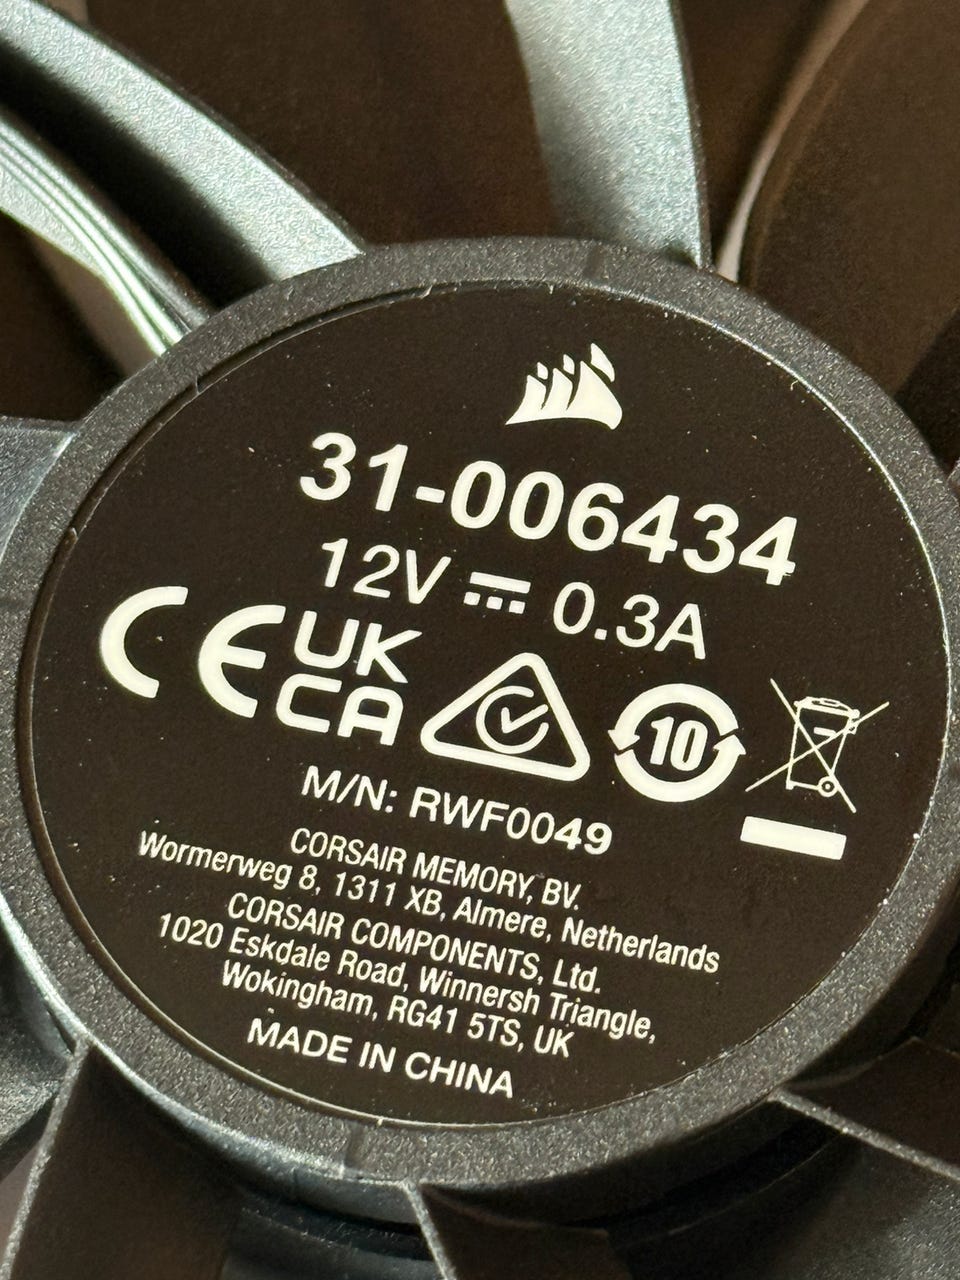 31-006434
12V ⎓ 0.3A
CE UK CA 10
M/N: RWF0049
CORSAIR MEMORY, BV.
Wormerweg 8, 1311 XB, Almere, Netherlands
CORSAIR COMPONENTS, Ltd.
1020 Eskdale Road, Winnersh Triangle,
Wokingham, RG41 5TS, UK
MADE IN CHINA